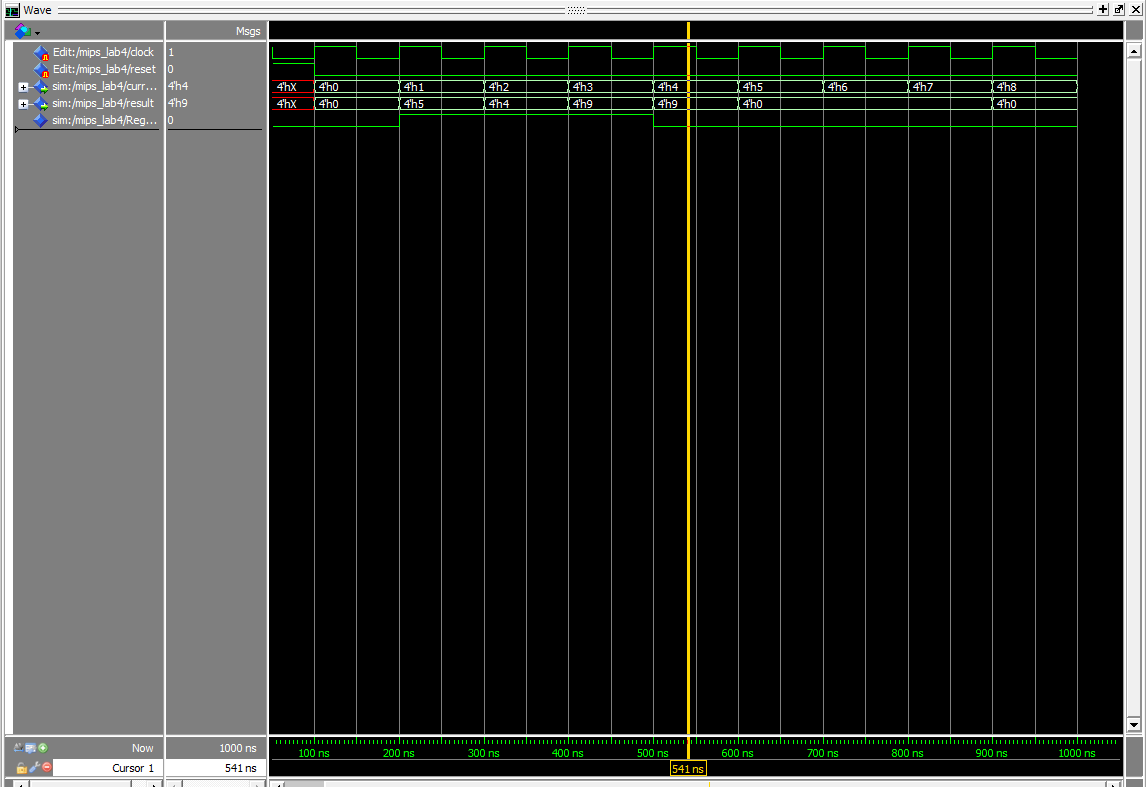 Wave
Msgs
Edit:/mips_lab4/clock 1
Edit:/mips_lab4/reset 0
sim:/mips_lab4/curr... 4'h4 4'hX 4'h0 4'h1 4'h2 4'h3 4'h4 4'h5 4'h6 4'h7 4'h8
sim:/mips_lab4/result 4'h9 4'hX 4'h0 4'h5 4'h4 4'h9 4'h9 4'h0 4'h0
sim:/mips_lab4/Reg... 0
Now 1000 ns 100 ns 200 ns 300 ns 400 ns 500 ns 600 ns 700 ns 800 ns 900 ns 1000 ns
Cursor 1 541 ns 541 ns